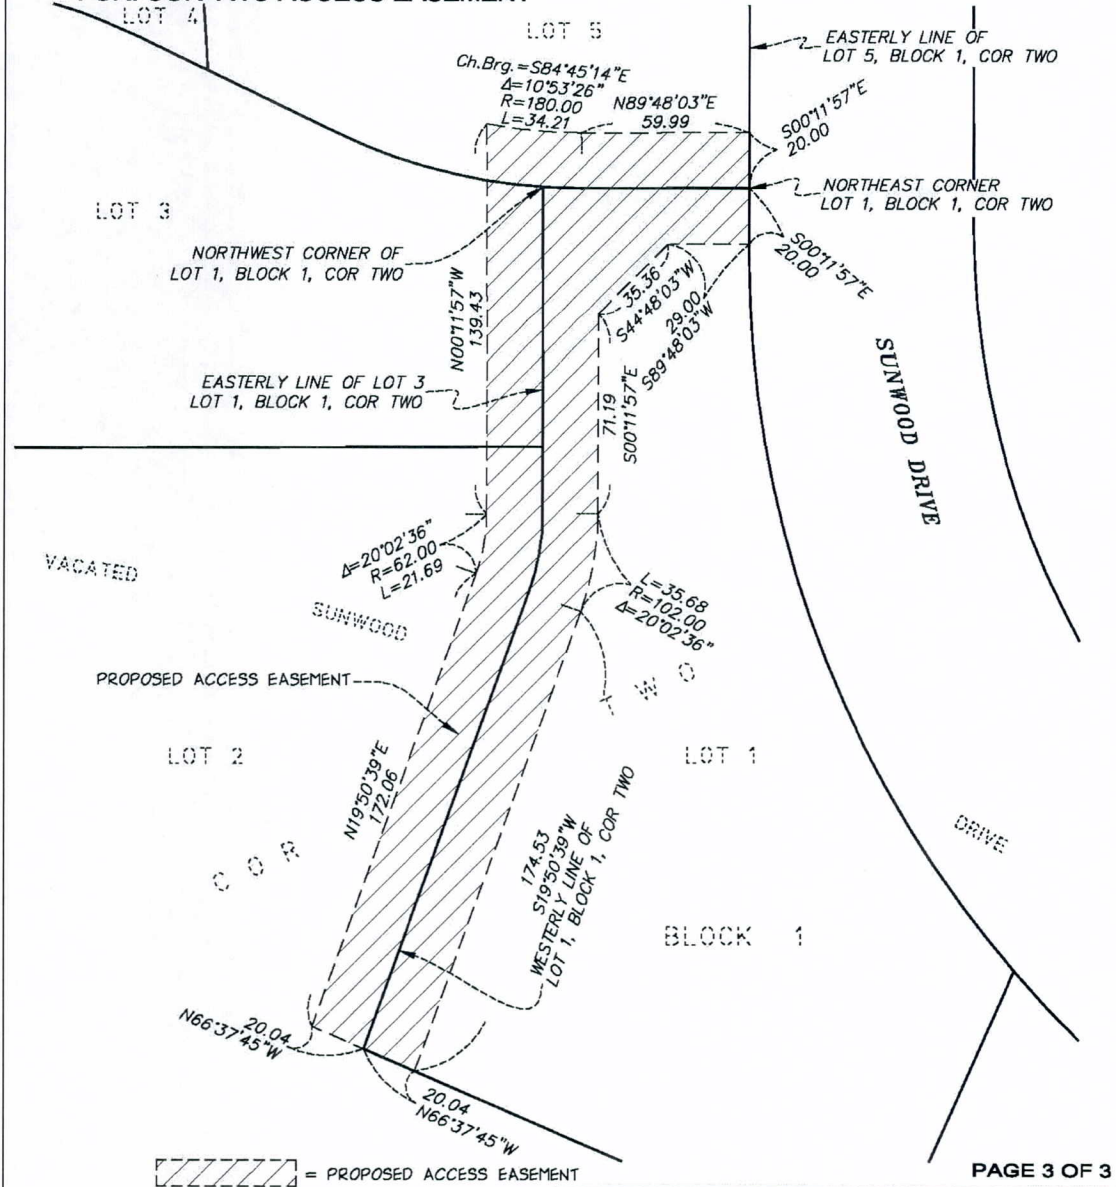 LOT 4
LOT 5
EASTERLY LINE OF
LOT 5, BLOCK 1, COR TWO
Ch.Brg.=S84°45'14"E
Δ=10°53'26"
R=180.00
L=34.21
N89°48'03"E
59.99
S00°11'57"E
20.00
NORTHEAST CORNER
LOT 1, BLOCK 1, COR TWO
LOT 3
NORTHWEST CORNER OF
LOT 1, BLOCK 1, COR TWO
S00°11'57"E
20.00
35.36
S44°48'03"W
29.00
S89°48'03"W
N00°11'57"W
139.43
EASTERLY LINE OF LOT 3
LOT 1, BLOCK 1, COR TWO
71.19
S00°11'57"E
SUNWOOD DRIVE
Δ=20°02'36"
R=62.00
L=21.69
VACATED
SUNWOOD
L=35.68
R=102.00
Δ=20°02'36"
PROPOSED ACCESS EASEMENT
T W O
LOT 2
LOT 1
N19°50'39"E
172.06
DRIVE
C O R
174.53
S19°50'39"W
WESTERLY LINE OF
LOT 1, BLOCK 1, COR TWO
BLOCK 1
20.04
N66°37'45"W
20.04
N66°37'45"W
= PROPOSED ACCESS EASEMENT
PAGE 3 OF 3